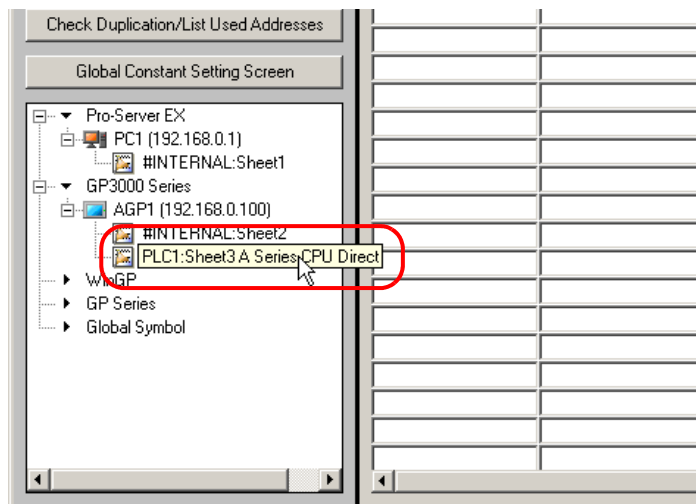 Check Duplication/List Used Addresses
Global Constant Setting Screen
Pro-Server EX
PC1 (192.168.0.1)
#INTERNAL:Sheet1
GP3000 Series
AGP1 (192.168.0.100)
#INTERNAL:Sheet2
PLC1:Sheet3 A Series CPU Direct
WinGP
GP Series
Global Symbol